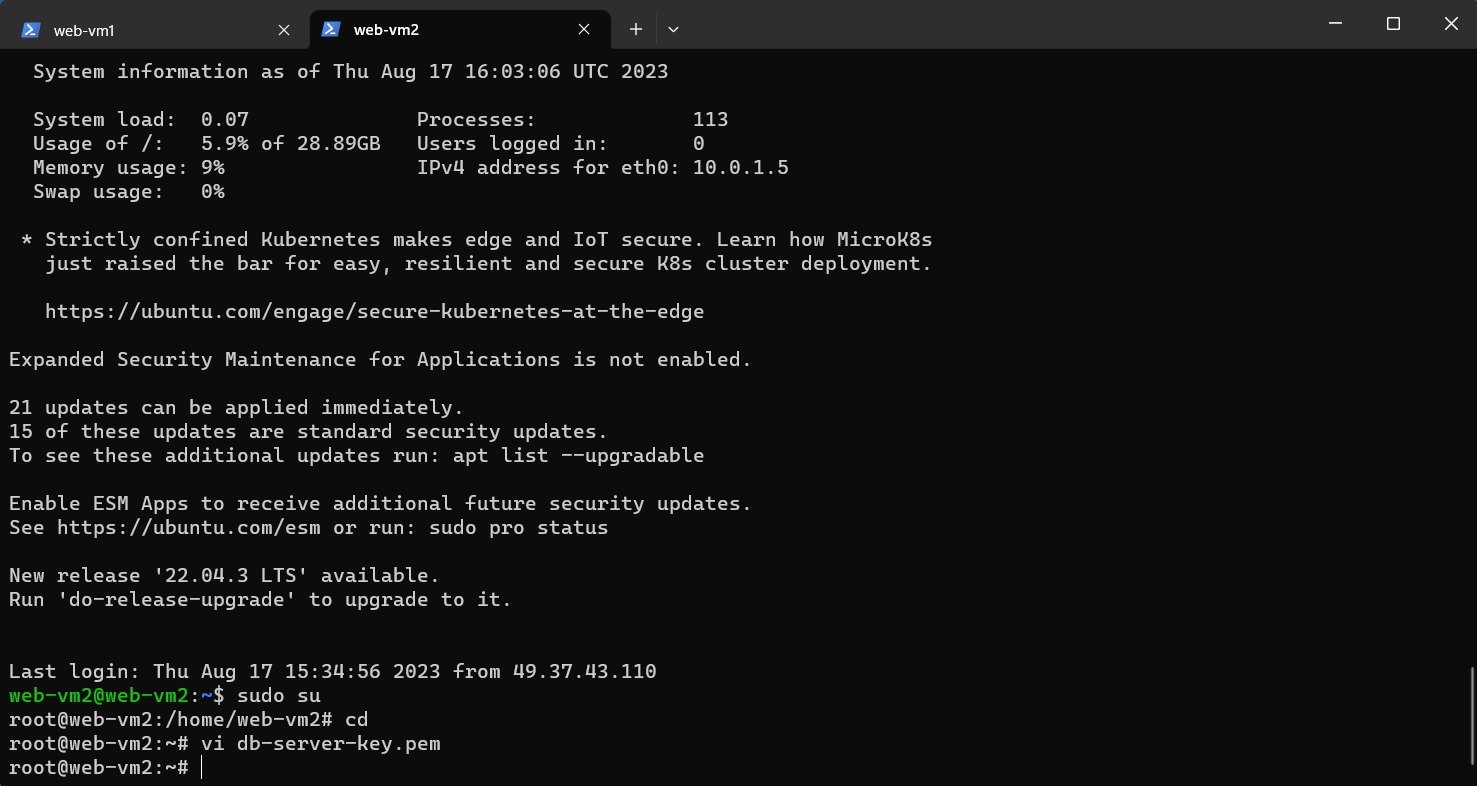 web-vm1
web-vm2
System information as of Thu Aug 17 16:03:06 UTC 2023
System load:  0.07              Processes:             113
Usage of /:   5.9% of 28.89GB   Users logged in:       0
Memory usage: 9%                IPv4 address for eth0: 10.0.1.5
Swap usage:   0%
* Strictly confined Kubernetes makes edge and IoT secure. Learn how MicroK8s
just raised the bar for easy, resilient and secure K8s cluster deployment.
https://ubuntu.com/engage/secure-kubernetes-at-the-edge
Expanded Security Maintenance for Applications is not enabled.
21 updates can be applied immediately.
15 of these updates are standard security updates.
To see these additional updates run: apt list --upgradable
Enable ESM Apps to receive additional future security updates.
See https://ubuntu.com/esm or run: sudo pro status
New release '22.04.3 LTS' available.
Run 'do-release-upgrade' to upgrade to it.
Last login: Thu Aug 17 15:34:56 2023 from 49.37.43.110
web-vm2@web-vm2:~$ sudo su
root@web-vm2:/home/web-vm2# cd
root@web-vm2:~# vi db-server-key.pem
root@web-vm2:~#